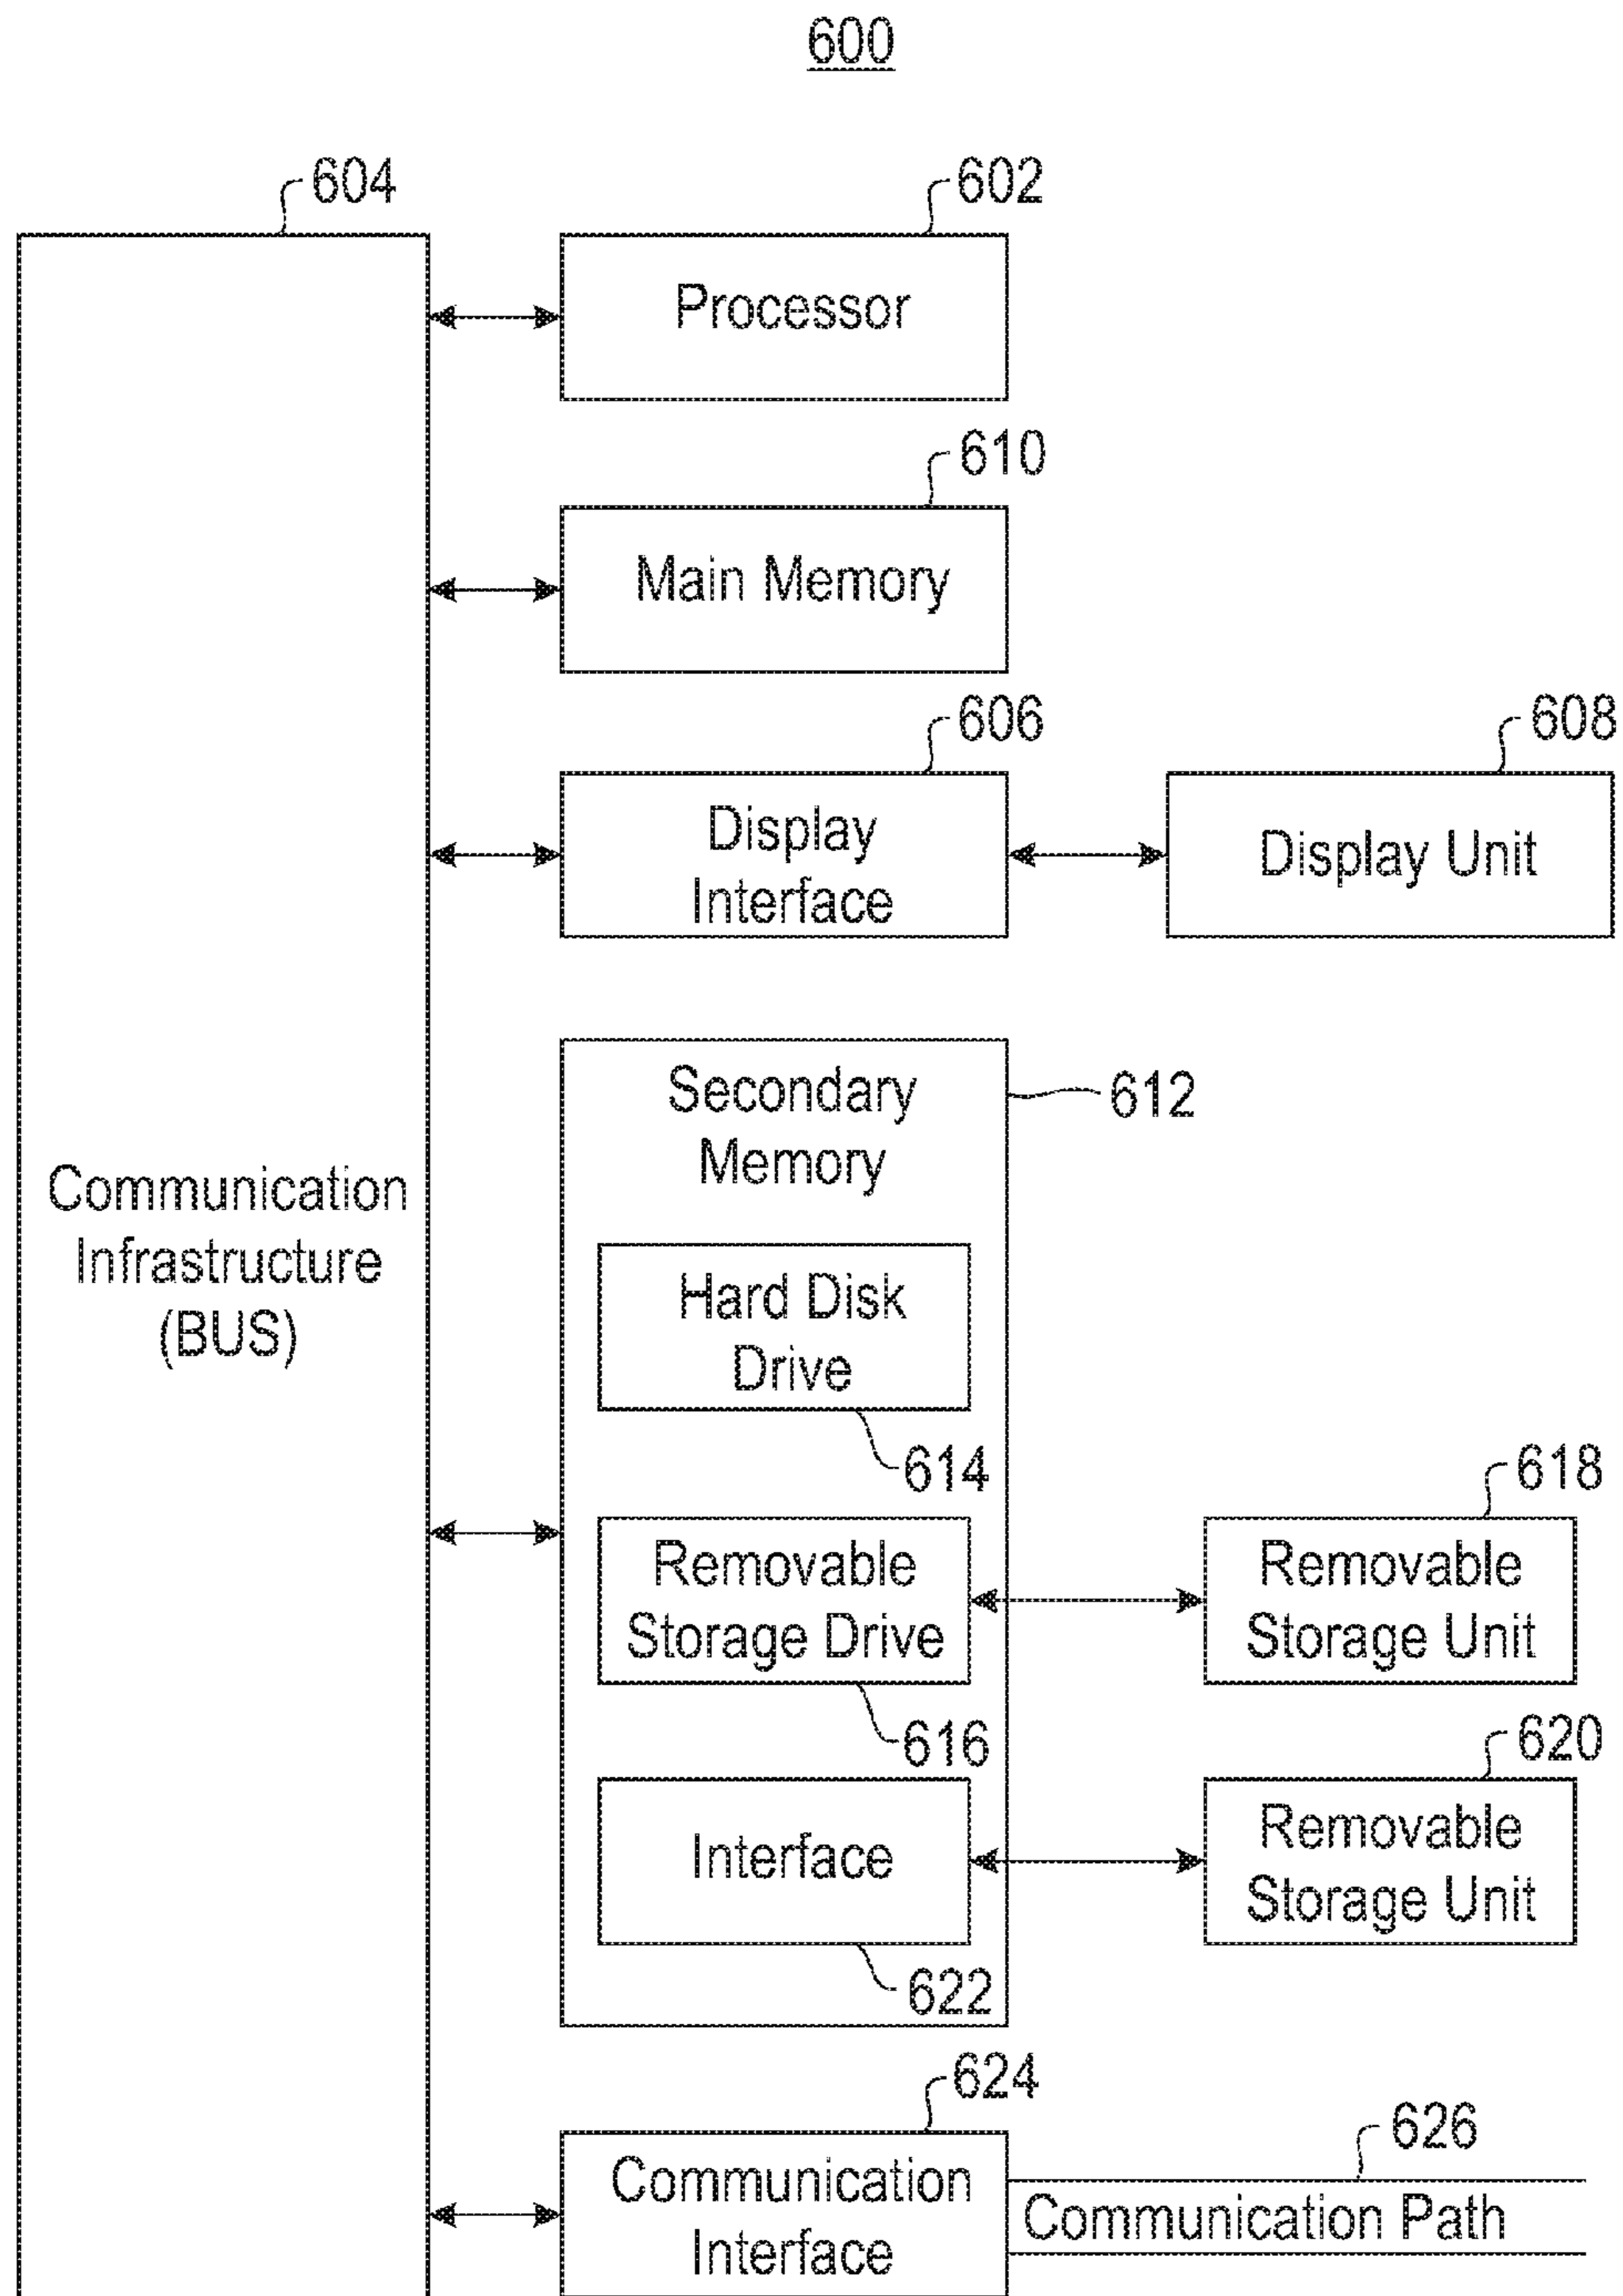 600
604
602
Processor
610
Main Memory
606
608
Display
Interface
Display Unit
Secondary
Memory
612
Communication
Infrastructure
(BUS)
Hard Disk
Drive
614
618
Removable
Storage Drive
Removable
Storage Unit
616
620
Interface
Removable
Storage Unit
622
624
626
Communication
Interface
Communication Path